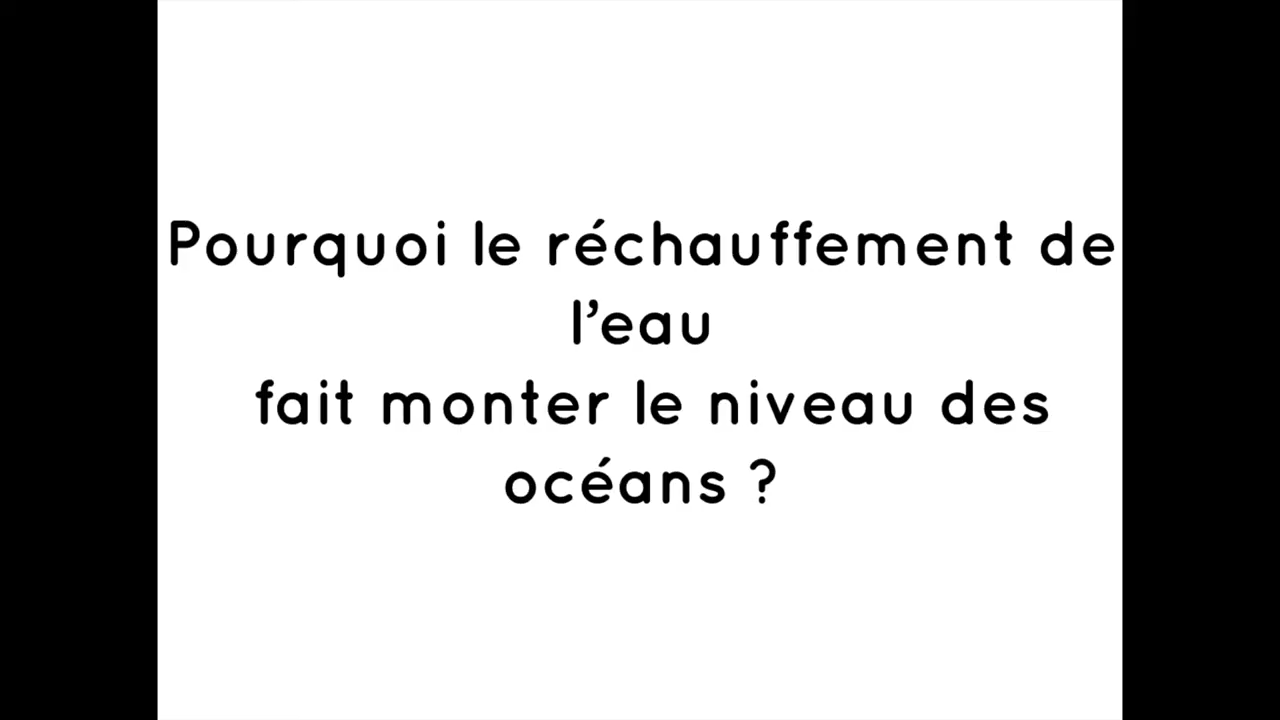 Pourquoi le réchauffement de
l’eau
fait monter le niveau des
océans ?